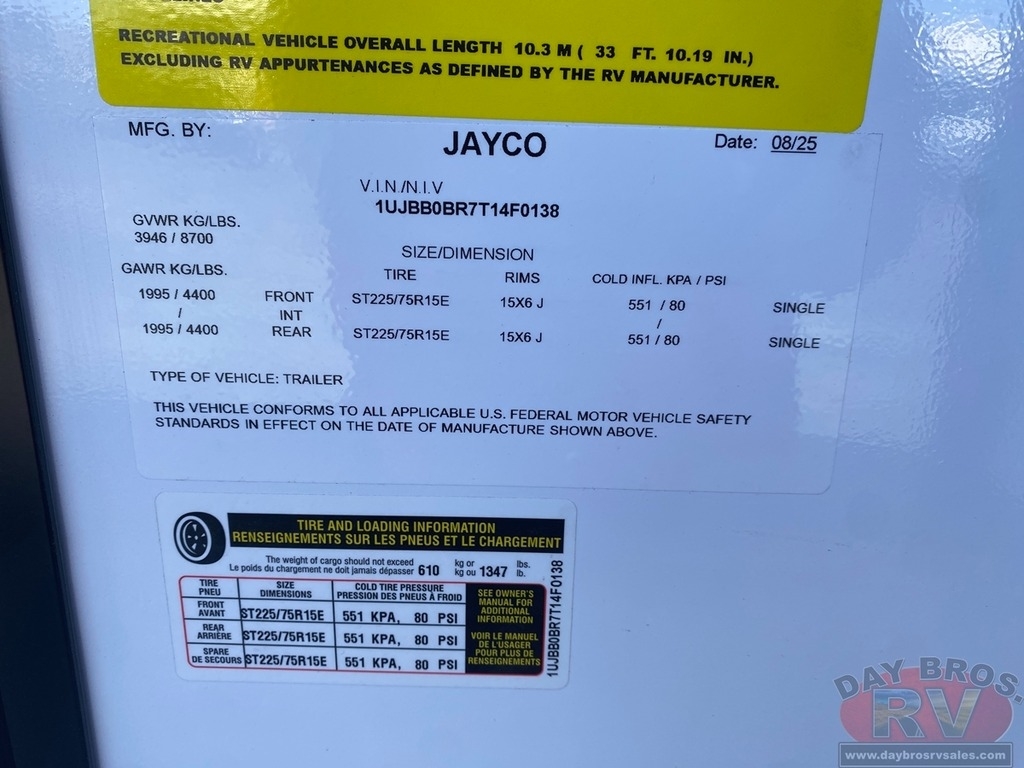 RECREATIONAL VEHICLE OVERALL LENGTH 10.3 M ( 33 FT. 10.19 IN.)
EXCLUDING RV APPURTENANCES AS DEFINED BY THE RV MANUFACTURER.
MFG. BY: JAYCO Date: 08/25
V.I.N./N.I.V
1UJBB0BR7T14F0138
GVWR KG/LBS.
3946 / 8700
SIZE/DIMENSION
GAWR KG/LBS. TIRE RIMS COLD INFL. KPA / PSI
1995 / 4400 FRONT ST225/75R15E 15X6 J 551 / 80 SINGLE
/ INT /
1995 / 4400 REAR ST225/75R15E 15X6 J 551 / 80 SINGLE
TYPE OF VEHICLE: TRAILER
THIS VEHICLE CONFORMS TO ALL APPLICABLE U.S. FEDERAL MOTOR VEHICLE SAFETY
STANDARDS IN EFFECT ON THE DATE OF MANUFACTURE SHOWN ABOVE.
TIRE AND LOADING INFORMATION
RENSEIGNEMENTS SUR LES PNEUS ET LE CHARGEMENT
The weight of cargo should not exceed kg or lbs.
Le poids du chargement ne doit jamais dépasser 610 kg ou 1347 lb.
TIRE SIZE COLD TIRE PRESSURE
PNEU DIMENSIONS PRESSION DES PNEUS À FROID
FRONT
AVANT ST225/75R15E 551 KPA, 80 PSI
REAR
ARRIÈRE ST225/75R15E 551 KPA, 80 PSI
SPARE
DE SECOURS ST225/75R15E 551 KPA, 80 PSI
SEE OWNER'S
MANUAL FOR
ADDITIONAL
INFORMATION
VOIR LE MANUEL
DE L'USAGER
POUR PLUS DE
RENSEIGNEMENTS
1UJBB0BR7T14F0138
DAY BROS.
RV
www.daybrosrvsales.com